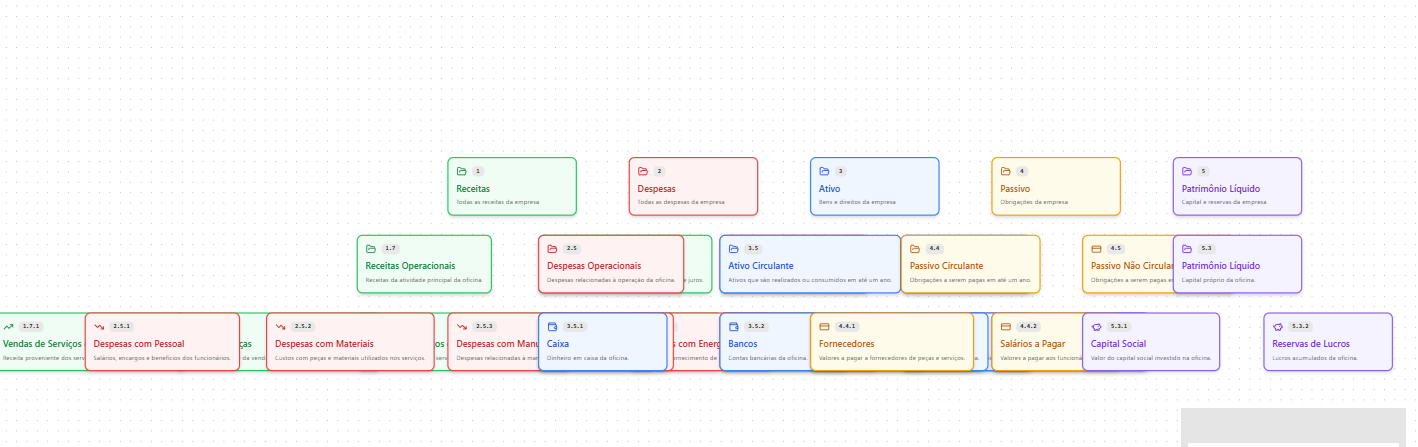 1
Receitas
Todas as receitas da empresa
2
Despesas
Todas as despesas da empresa
3
Ativo
Bens e direitos da empresa
4
Passivo
Obrigações da empresa
5
Patrimônio Líquido
Capital e reservas da empresa
1.7
Receitas Operacionais
Receitas da atividade principal da oficina.
2.5
Despesas Operacionais
Despesas relacionadas à operação da oficina.
e juros.
3.5
Ativo Circulante
Ativos que são realizados ou consumidos em até um ano.
4.4
Passivo Circulante
Obrigações a serem pagas em até um ano.
4.5
Passivo Não Circulan
Obrigações a serem pagas e
5.3
Patrimônio Líquido
Capital próprio da oficina.
1.7.1
Vendas de Serviços
Receita proveniente dos serv
2.5.1
Despesas com Pessoal
Salários, encargos e benefícios dos funcionários.
ças
da vend
2.5.2
Despesas com Materiais
Custos com peças e materiais utilizados nos serviços.
os
serv
2.5.3
Despesas com Manu
Despesas relacionadas à man
3.5.1
Caixa
Dinheiro em caixa da oficina.
s com Energ
ornecimento de
3.5.2
Bancos
Contas bancárias da oficina.
4.4.1
Fornecedores
Valores a pagar a fornecedores de peças e serviços.
4.4.2
Salários a Pagar
Valores a pagar aos funcioná
5.3.1
Capital Social
Valor do capital social investido na oficina.
5.3.2
Reservas de Lucros
Lucros acumulados da oficina.